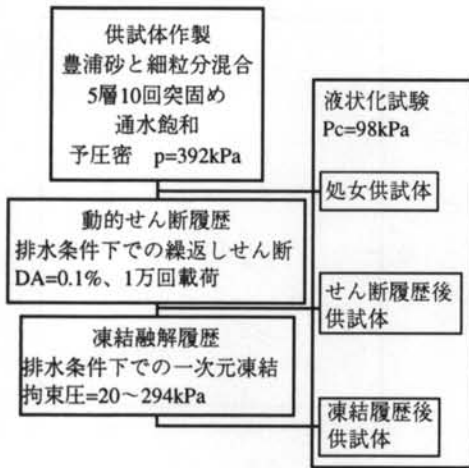 供試体作製
豊浦砂と細粒分混合
5層10回突固め
通水飽和
予圧密 p=392kPa
液状化試験
Pc=98kPa
処女供試体
動的せん断履歴
排水条件下での繰返しせん断
DA=0.1%、1万回載荷
せん断履歴後
供試体
凍結融解履歴
排水条件下での一次元凍結
拘束圧=20～294kPa
凍結履歴後
供試体